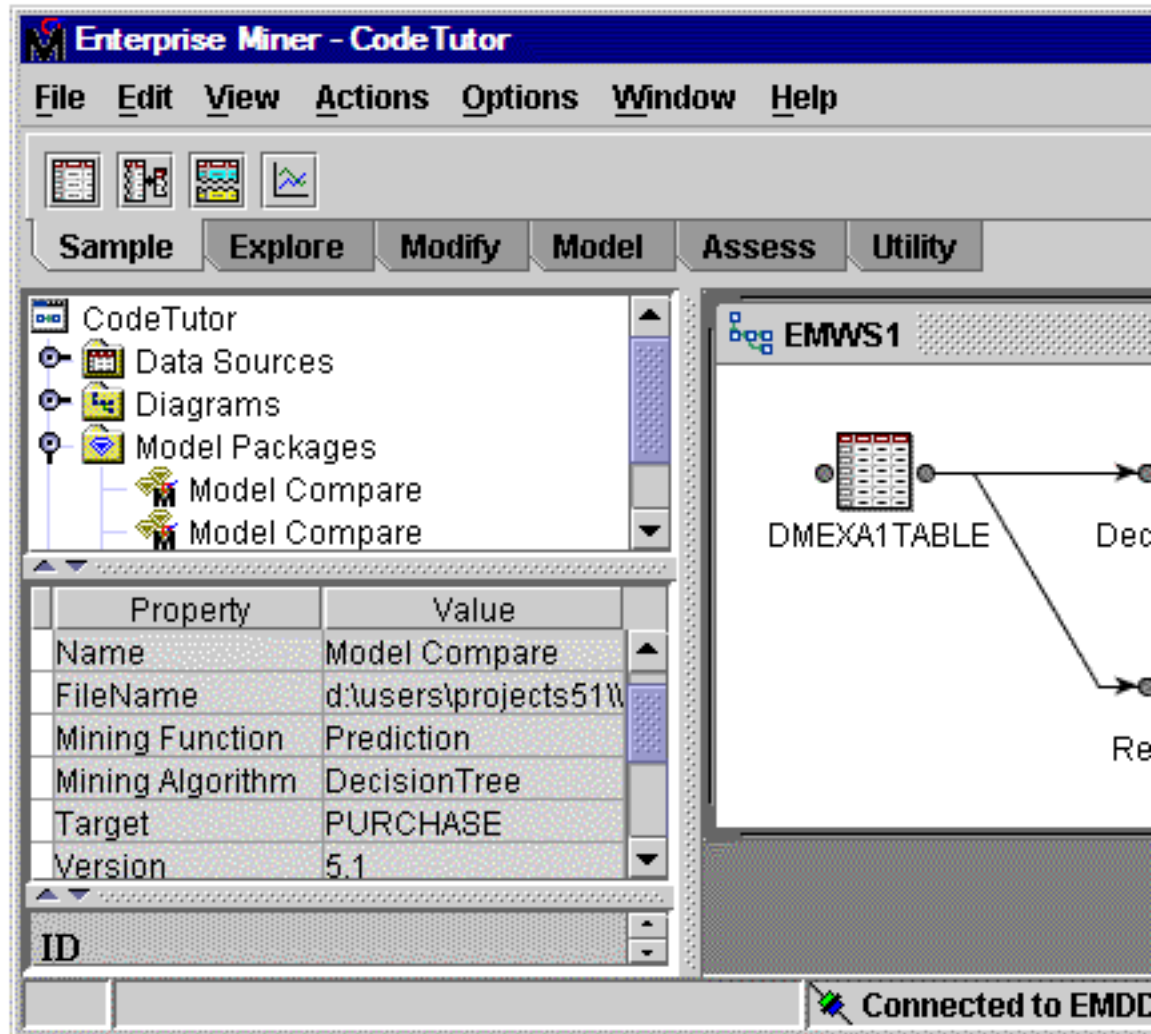 Enterprise Miner - CodeTutor
File Edit View Actions Options Window Help
Sample Explore Modify Model Assess Utility
CodeTutor
Data Sources
Diagrams
Model Packages
Model Compare
Model Compare
Property Value
Name Model Compare
FileName d:\users\projects51\\
Mining Function Prediction
Mining Algorithm DecisionTree
Target PURCHASE
Version 5.1
ID
EMWS1
DMEXA1TABLE
Dec
Re
Connected to EMDD